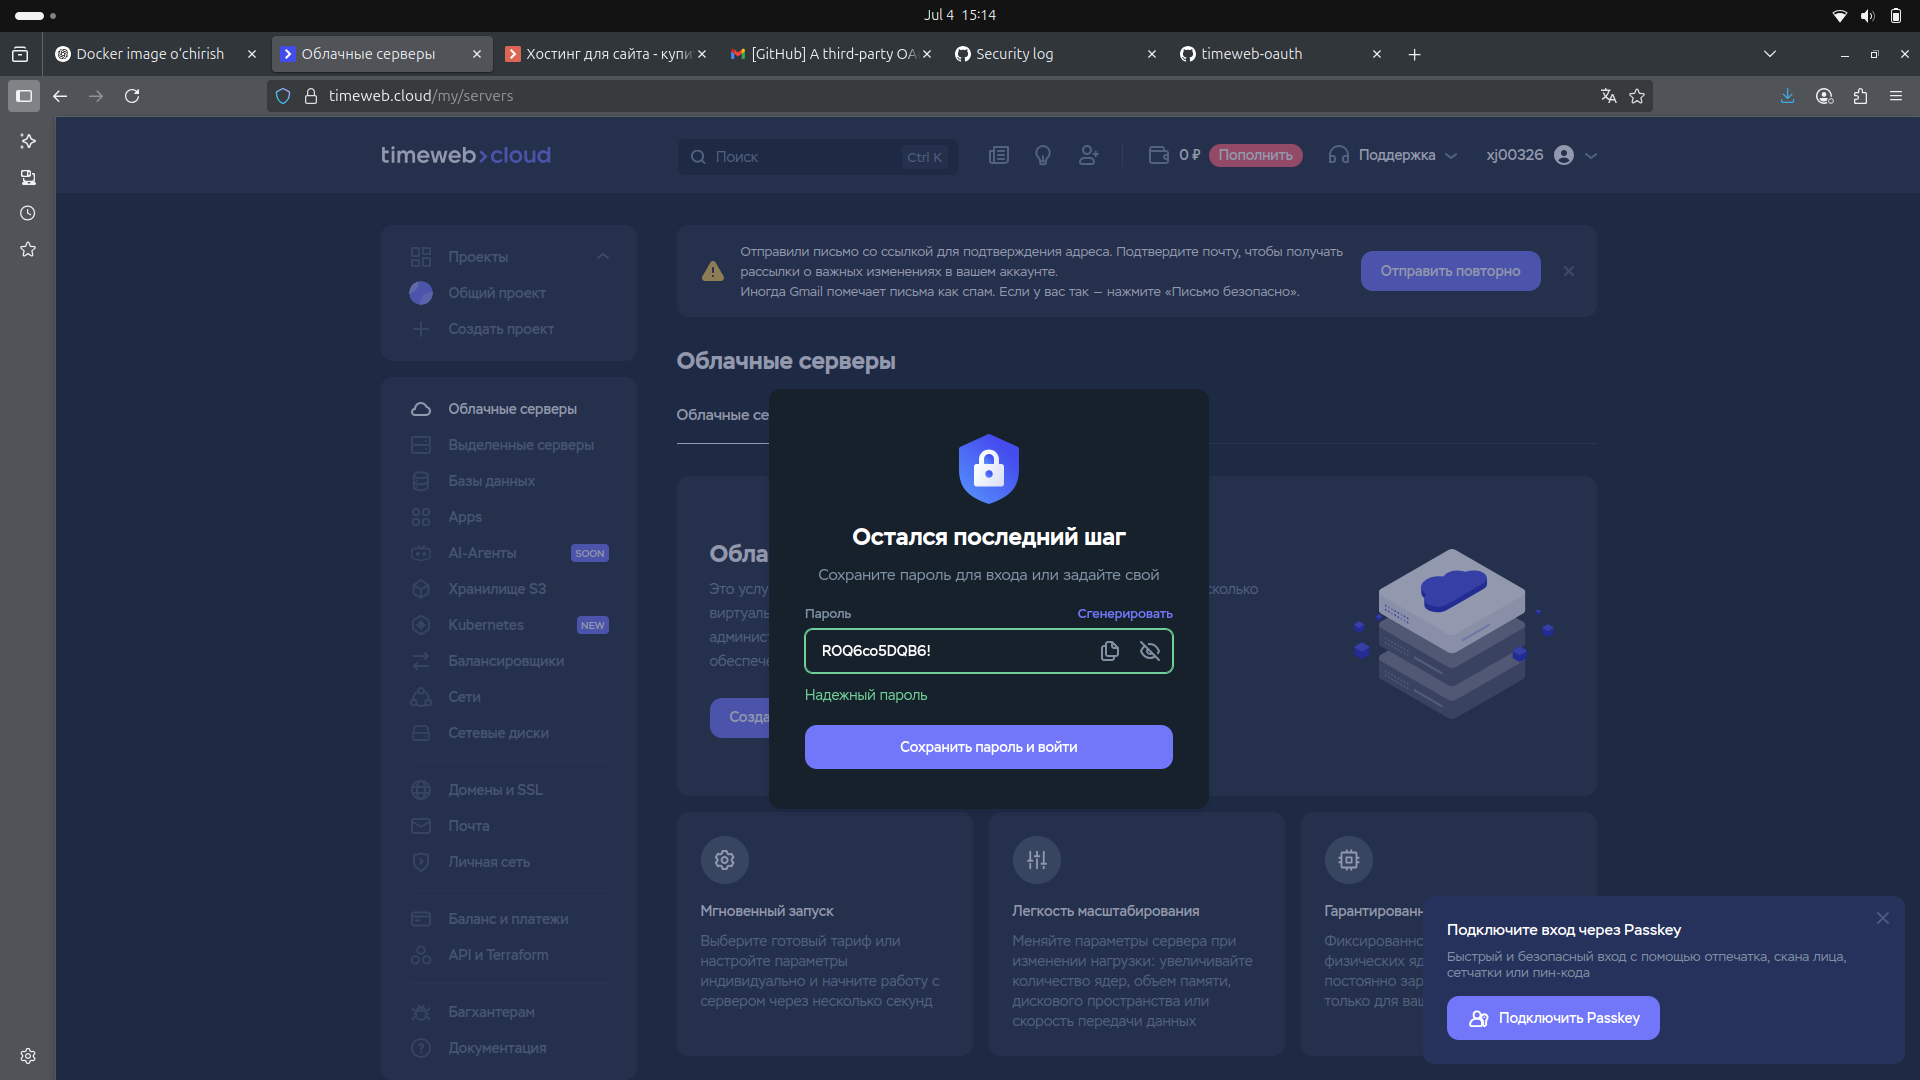 Jul 4 15:14
Docker image o'chirish
Облачные серверы
Хостинг для сайта - купи
[GitHub] A third-party OA
Security log
timeweb-oauth
timeweb.cloud/my/servers
timeweb>cloud
Поиск
Ctrl K
0 ₽
Пополнить
Поддержка
xj00326
Проекты
Общий проект
Создать проект
Отправили письмо со ссылкой для подтверждения адреса. Подтвердите почту, чтобы получать
рассылки о важных изменениях в вашем аккаунте.
Иногда Gmail помечает письма как спам. Если у вас так — нажмите «Письмо безопасно».
Отправить повторно
Облачные серверы
Облачные се
Облачные серверы
Выделенные серверы
Базы данных
Apps
AI-Агенты
SOON
Хранилище S3
Kubernetes
NEW
Балансировщики
Сети
Сетевые диски
Домены и SSL
Почта
Личная сеть
Баланс и платежи
API и Terraform
Багхантерам
Документация
Обла
Это услу
сколько
виртуаль
админис
обеспече
Созда
Остался последний шаг
Сохраните пароль для входа или задайте свой
Пароль
Сгенерировать
ROQ6co5DQB6!
Надежный пароль
Сохранить пароль и войти
Мгновенный запуск
Выберите готовый тариф или
настройте параметры
индивидуально и начните работу с
сервером через несколько секунд
Легкость масштабирования
Меняйте параметры сервера при
изменении нагрузки: увеличивайте
количество ядер, объем памяти,
дискового пространства или
скорость передачи данных
Гарантированн
Фиксированно
физических яд
постоянно зар
только для ваш
Подключите вход через Passkey
Быстрый и безопасный вход с помощью отпечатка, скана лица,
сетчатки или пин-кода
Подключить Passkey